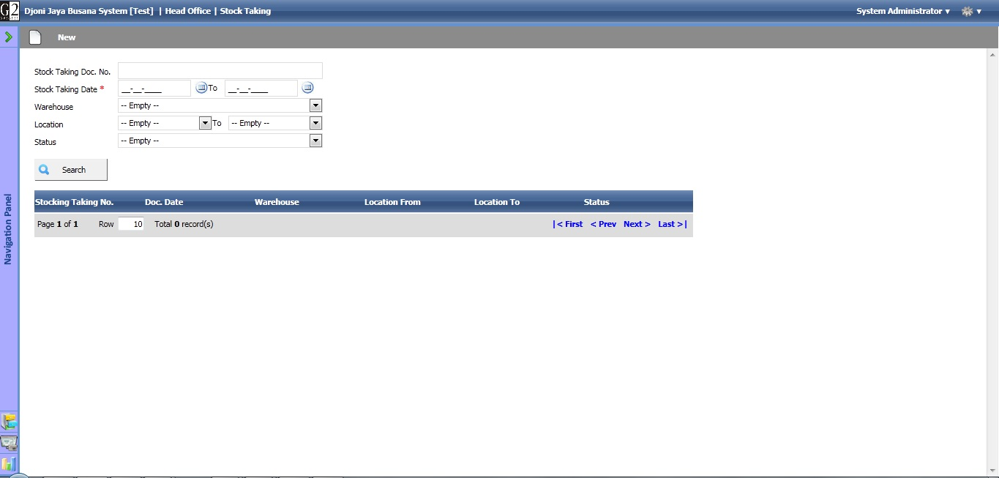 G2
Djoni Jaya Busana System [Test] | Head Office | Stock Taking
System Administrator ▼ ▼
New
Stock Taking Doc. No.
Stock Taking Date * __-__-____ To __-__-____
Warehouse -- Empty --
Location -- Empty -- To -- Empty --
Status -- Empty --
Search
Stocking Taking No. Doc. Date Warehouse Location From Location To Status
Page 1 of 1 Row 10 Total 0 record(s) |< First < Prev Next > Last >|
Navigation Panel